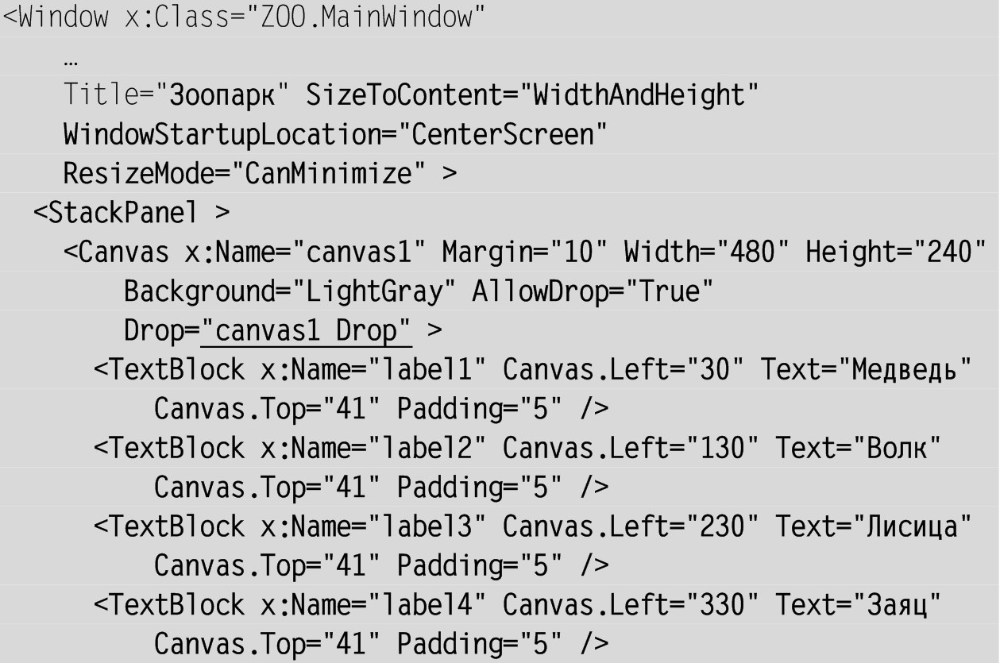 <Window x:Class="ZOO.MainWindow"
…
Title="Зоопарк" SizeToContent="WidthAndHeight"
WindowStartupLocation="CenterScreen"
ResizeMode="CanMinimize" >
<StackPanel >
<Canvas x:Name="canvas1" Margin="10" Width="480" Height="240"
Background="LightGray" AllowDrop="True"
Drop="canvas1 Drop" >
<TextBlock x:Name="label1" Canvas.Left="30" Text="Медведь"
Canvas.Top="41" Padding="5" />
<TextBlock x:Name="label2" Canvas.Left="130" Text="Волк"
Canvas.Top="41" Padding="5" />
<TextBlock x:Name="label3" Canvas.Left="230" Text="Лисица"
Canvas.Top="41" Padding="5" />
<TextBlock x:Name="label4" Canvas.Left="330" Text="Заяц"
Canvas.Top="41" Padding="5" />